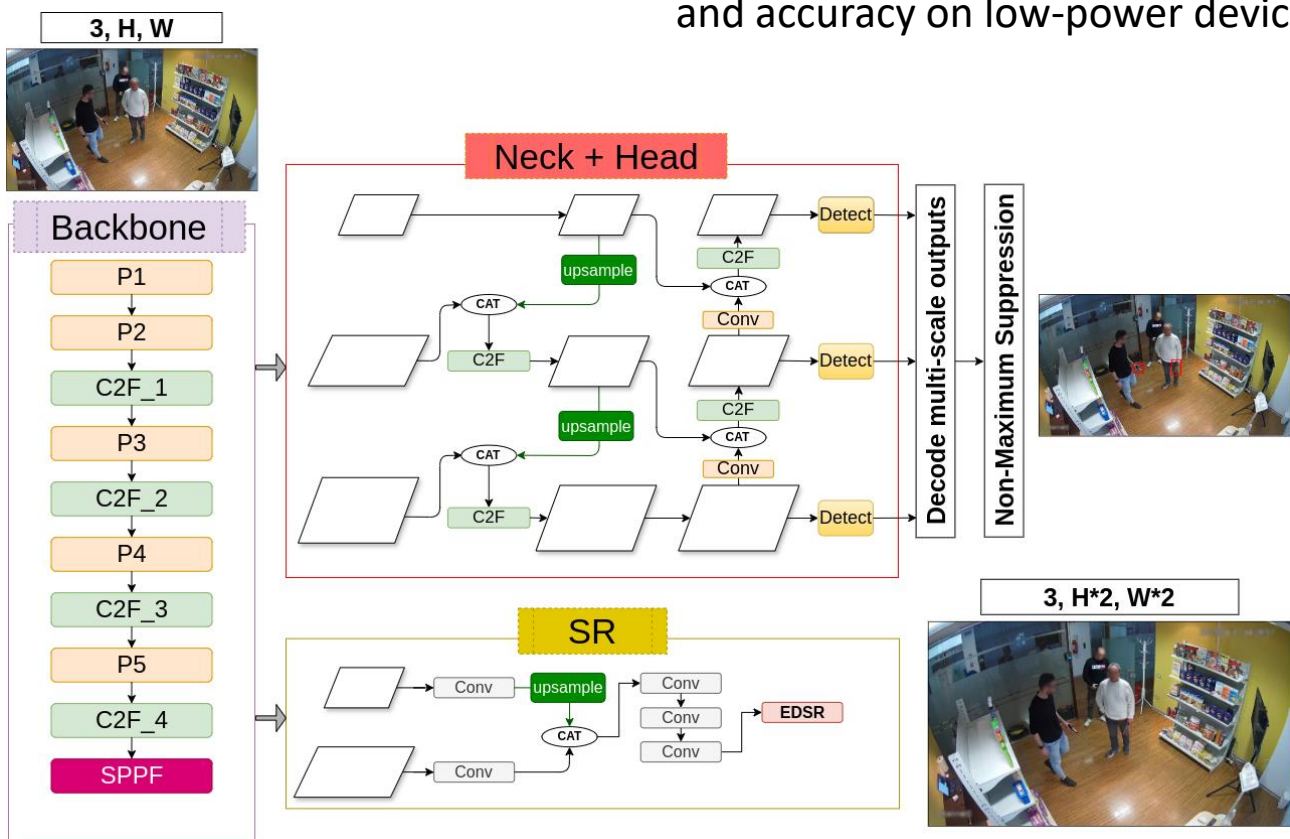 and accuracy on low-power devic
3, H, W
Backbone
P1
P2
C2F_1
P3
C2F_2
P4
C2F_3
P5
C2F_4
SPPF
Neck + Head
Detect
C2F
upsample
CAT
CAT
Conv
C2F
Detect
C2F
upsample
CAT
CAT
Conv
C2F
Detect
Decode multi-scale outputs
Non-Maximum Suppression
SR
Conv
upsample
Conv
CAT
Conv
EDSR
Conv
Conv
3, H*2, W*2